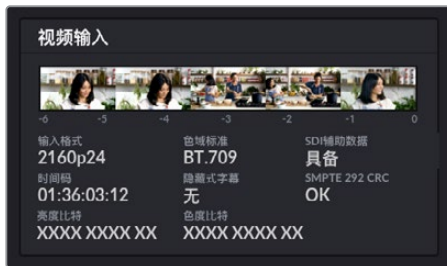 视频输入
-6 -5 -4 -3 -2 -1 0
输入格式 色域标准 SDI辅助数据
2160p24 BT.709 具备
时间码 隐藏式字幕 SMPTE 292 CRC
01:36:03:12 无 OK
亮度比特 色度比特
XXXX XXXX XX XXXX XXXX XX